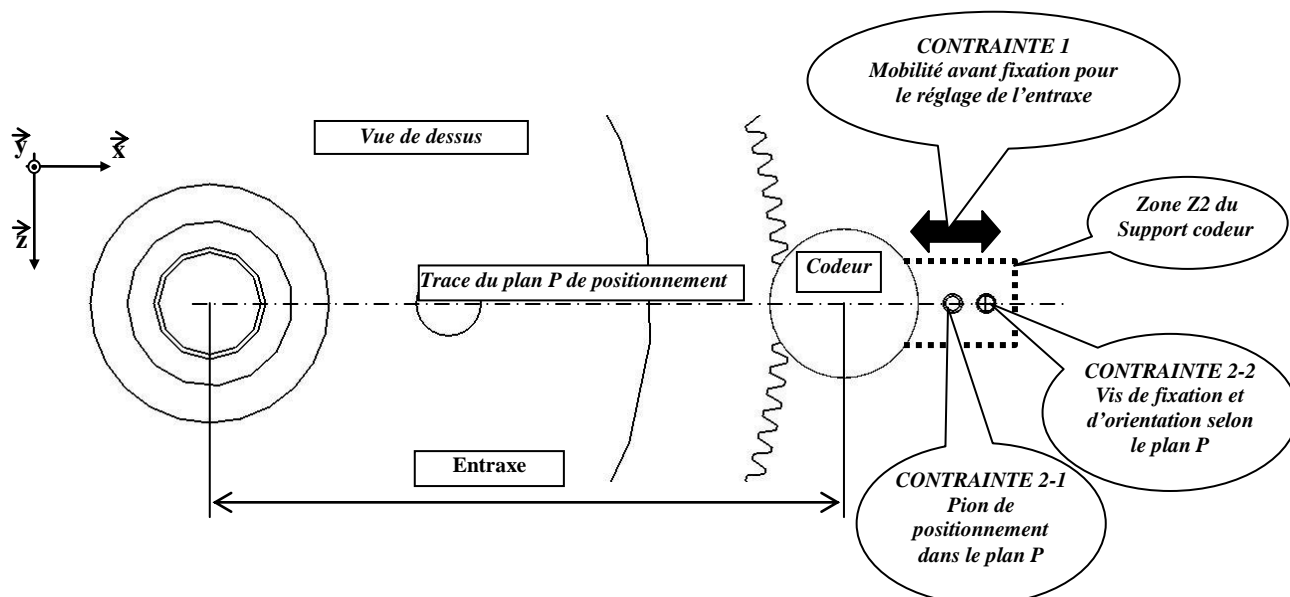 CONTRAINTE 1
Mobilité avant fixation pour
le réglage de l'entraxe
Vue de dessus
y
x
z
Zone Z2 du
Support codeur
Codeur
Trace du plan P de positionnement
CONTRAINTE 2-2
Vis de fixation et
d'orientation selon
le plan P
Entraxe
CONTRAINTE 2-1
Pion de
positionnement
dans le plan P